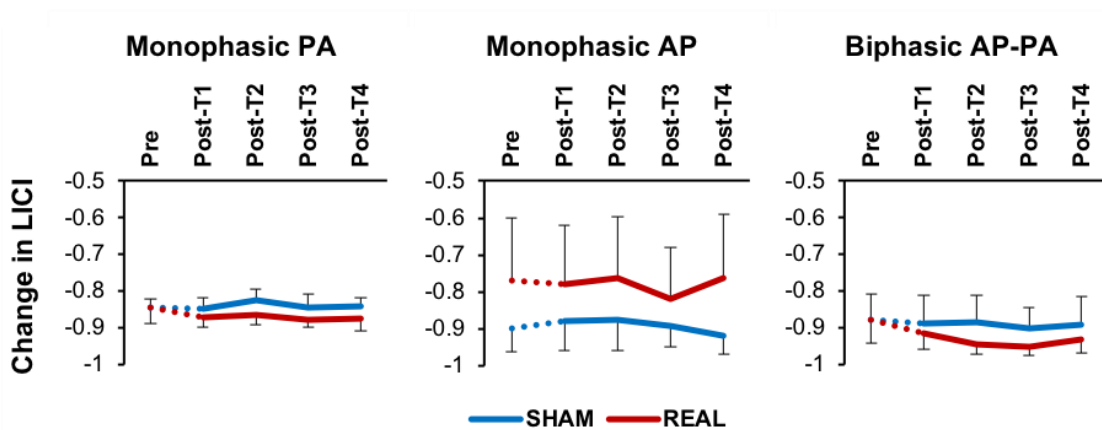 Monophasic PA
Monophasic AP
Biphasic AP-PA
Pre
Post-T1
Post-T2
Post-T3
Post-T4
Pre
Post-T1
Post-T2
Post-T3
Post-T4
Pre
Post-T1
Post-T2
Post-T3
Post-T4
Change in LICI
-0.5
-0.6
-0.7
-0.8
-0.9
-1
-0.5
-0.6
-0.7
-0.8
-0.9
-1
-0.5
-0.6
-0.7
-0.8
-0.9
-1
SHAM
REAL